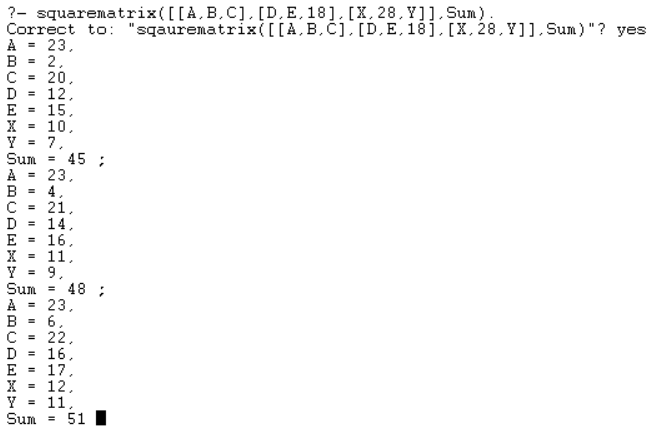 ?- squarematrix([[A,B,C],[D,E,18],[X,28,Y]],Sum).
Correct to: "sqaurematrix([[A,B,C],[D,E,18],[X,28,Y]],Sum)"? yes
A = 23,
B = 2,
C = 20,
D = 12,
E = 15,
X = 10,
Y = 7,
Sum = 45 ;
A = 23,
B = 4,
C = 21,
D = 14,
E = 16,
X = 11,
Y = 9,
Sum = 48 ;
A = 23,
B = 6,
C = 22,
D = 16,
E = 17,
X = 12,
Y = 11,
Sum = 51